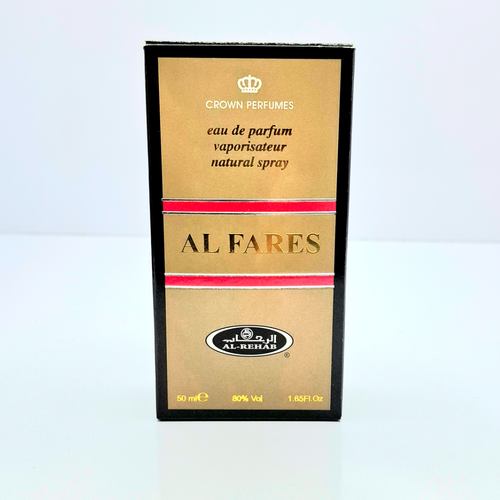 CROWN PERFUMES
eau de parfum
vaporisateur
natural spray
AL FARES
الرحاب
AL-REHAB
®
50 ml℮ 80% Vol 1.65Fl.Oz